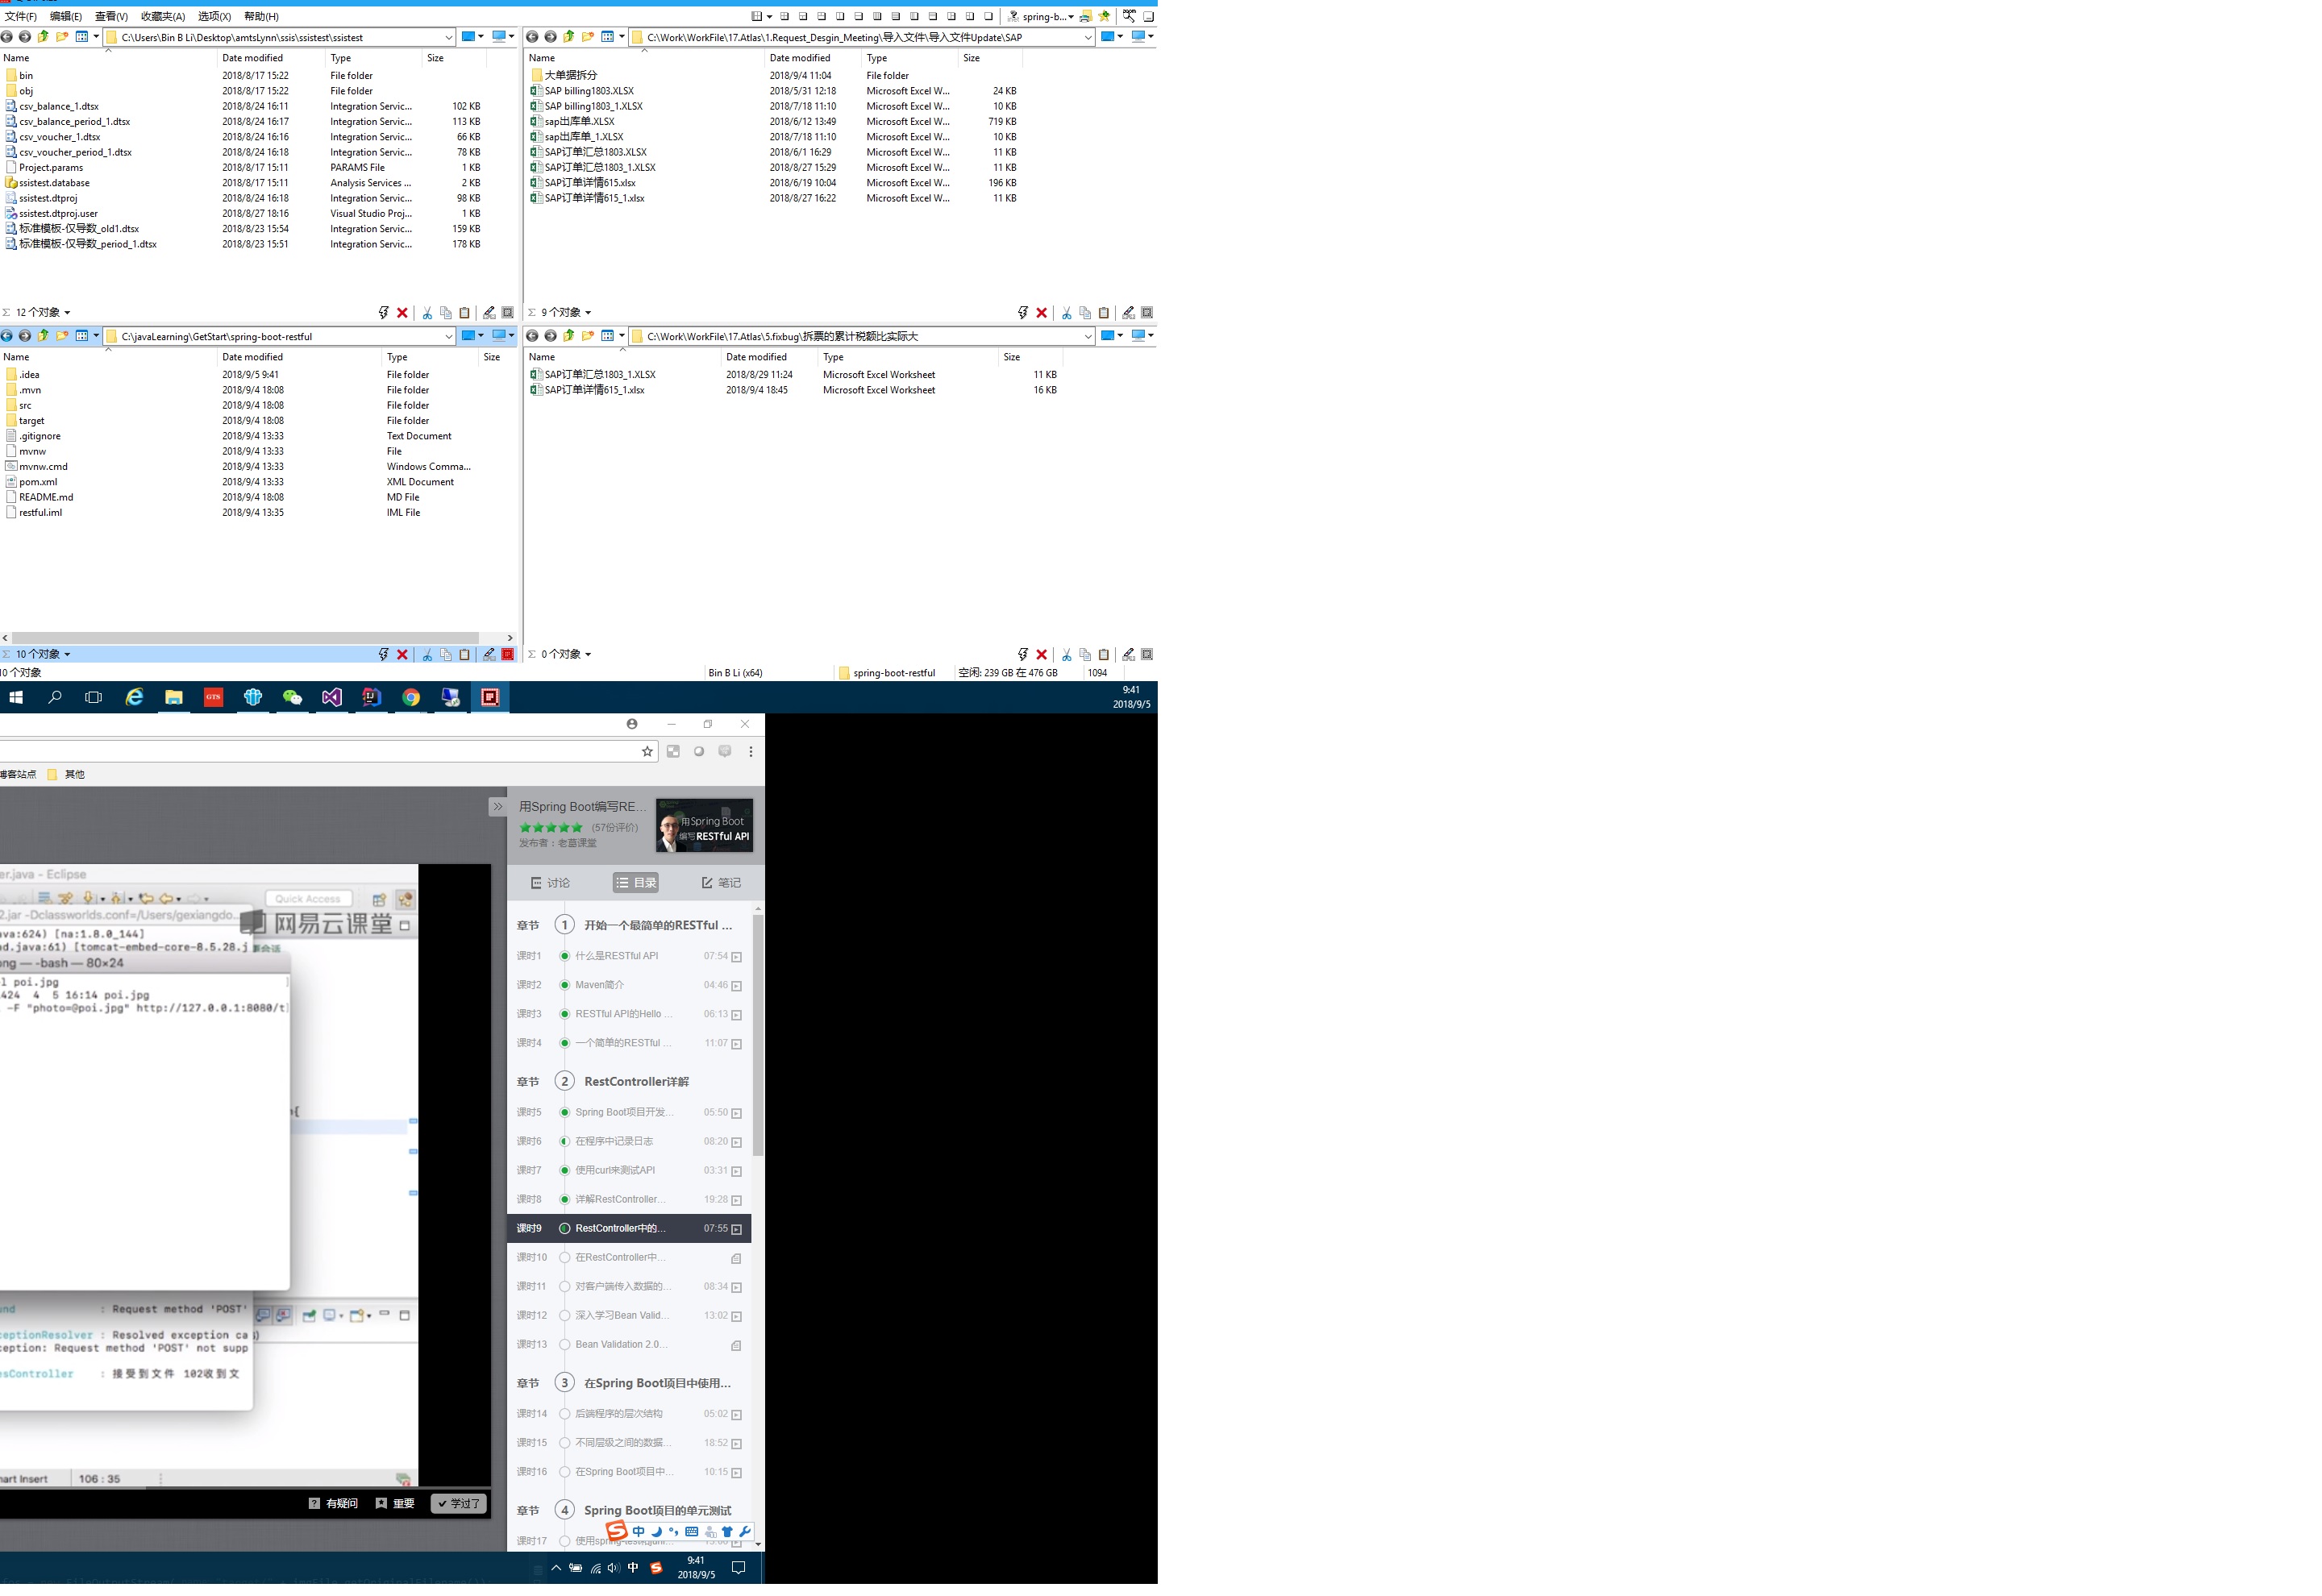 文件(F) 编辑(E) 查看(V) 收藏夹(A) 选项(X) 帮助(H) spring-b...
C:\Users\Bin B Li\Desktop\amtsLynn\ssis\ssistest\ssistest
Name Date modified Type Size
bin 2018/8/17 15:22 File folder
obj 2018/8/17 15:22 File folder
csv_balance_1.dtsx 2018/8/24 16:11 Integration Servic... 102 KB
csv_balance_period_1.dtsx 2018/8/24 16:17 Integration Servic... 113 KB
csv_voucher_1.dtsx 2018/8/24 16:16 Integration Servic... 66 KB
csv_voucher_period_1.dtsx 2018/8/24 16:18 Integration Servic... 78 KB
Project.params 2018/8/17 15:11 PARAMS File 1 KB
ssistest.database 2018/8/17 15:11 Analysis Services ... 2 KB
ssistest.dtproj 2018/8/24 16:18 Integration Servic... 98 KB
ssistest.dtproj.user 2018/8/27 18:16 Visual Studio Proj... 1 KB
标准模板-仅导数_old1.dtsx 2018/8/23 15:54 Integration Servic... 159 KB
标准模板-仅导数_period_1.dtsx 2018/8/23 15:51 Integration Servic... 178 KB
12 个对象
C:\Work\WorkFile\17.Atlas\1.Request_Desgin_Meeting\导入文件\导入文件Update\SAP
Name Date modified Type Size
大单据拆分 2018/9/4 11:04 File folder
SAP billing1803.XLSX 2018/5/31 12:18 Microsoft Excel W... 24 KB
SAP billing1803_1.XLSX 2018/7/18 11:10 Microsoft Excel W... 10 KB
sap出库单.XLSX 2018/6/12 13:49 Microsoft Excel W... 719 KB
sap出库单_1.XLSX 2018/7/18 11:10 Microsoft Excel W... 10 KB
SAP订单汇总1803.XLSX 2018/6/1 16:29 Microsoft Excel W... 11 KB
SAP订单汇总1803_1.XLSX 2018/8/27 15:29 Microsoft Excel W... 11 KB
SAP订单详情615.xlsx 2018/6/19 10:04 Microsoft Excel W... 196 KB
SAP订单详情615_1.xlsx 2018/8/27 16:22 Microsoft Excel W... 11 KB
9 个对象
C:\javaLearning\GetStart\spring-boot-restful
Name Date modified Type Size
.idea 2018/9/5 9:41 File folder
.mvn 2018/9/4 18:08 File folder
src 2018/9/4 18:08 File folder
target 2018/9/4 18:08 File folder
.gitignore 2018/9/4 13:33 Text Document
mvnw 2018/9/4 13:33 File
mvnw.cmd 2018/9/4 13:33 Windows Comma...
pom.xml 2018/9/4 13:33 XML Document
README.md 2018/9/4 18:08 MD File
restful.iml 2018/9/4 13:35 IML File
10 个对象
C:\Work\WorkFile\17.Atlas\5.fixbug\拆票的累计税额比实际大
Name Date modified Type Size
SAP订单汇总1803_1.XLSX 2018/8/29 11:24 Microsoft Excel Worksheet 11 KB
SAP订单详情615_1.xlsx 2018/9/4 18:45 Microsoft Excel Worksheet 16 KB
0 个对象
10 个对象 Bin B Li (x64) spring-boot-restful 空闲: 239 GB 在 476 GB 1094
GTS
9:41
2018/9/5
博客站点 其他
er.java - Eclipse
Quick Access
2.jar -Dclassworlds.conf=/Users/gexiangdo...
网易云课堂
va:624) [na:1.8.0_144]
ad.java:61) [tomcat-embed-core-8.5.28.j
ng — -bash — 80×24
l poi.jpg
424 4 5 16:14 poi.jpg
-F "photo=@poi.jpg" http://127.0.0.1:8080/t
{
nd : Request method 'POST'
eptionResolver : Resolved exception ca
ception: Request method 'POST' not supp
sController : 接受到文件 102收到文
art Insert 106 : 35
有疑问 重要 学过了
用Spring Boot编写RE...
(57份评价)
发布者：老葛课堂
用Spring Boot
编写RESTful API
讨论 目录 笔记
章节 1 开始一个最简单的RESTful ...
课时1 什么是RESTful API 07:54
课时2 Maven简介 04:46
课时3 RESTful API的Hello ... 06:13
课时4 一个简单的RESTful ... 11:07
章节 2 RestController详解
课时5 Spring Boot项目开发... 05:50
课时6 在程序中记录日志 08:20
课时7 使用curl来测试API 03:31
课时8 详解RestController... 19:28
课时9 RestController中的... 07:55
课时10 在RestController中...
课时11 对客户端传入数据的... 08:34
课时12 深入学习Bean Valid... 13:02
课时13 Bean Validation 2.0...
章节 3 在Spring Boot项目中使用...
课时14 后端程序的层次结构 05:02
课时15 不同层级之间的数据... 18:52
课时16 在Spring Boot项目中... 10:15
章节 4 Spring Boot项目的单元测试
中
课时17
中
9:41
2018/9/5